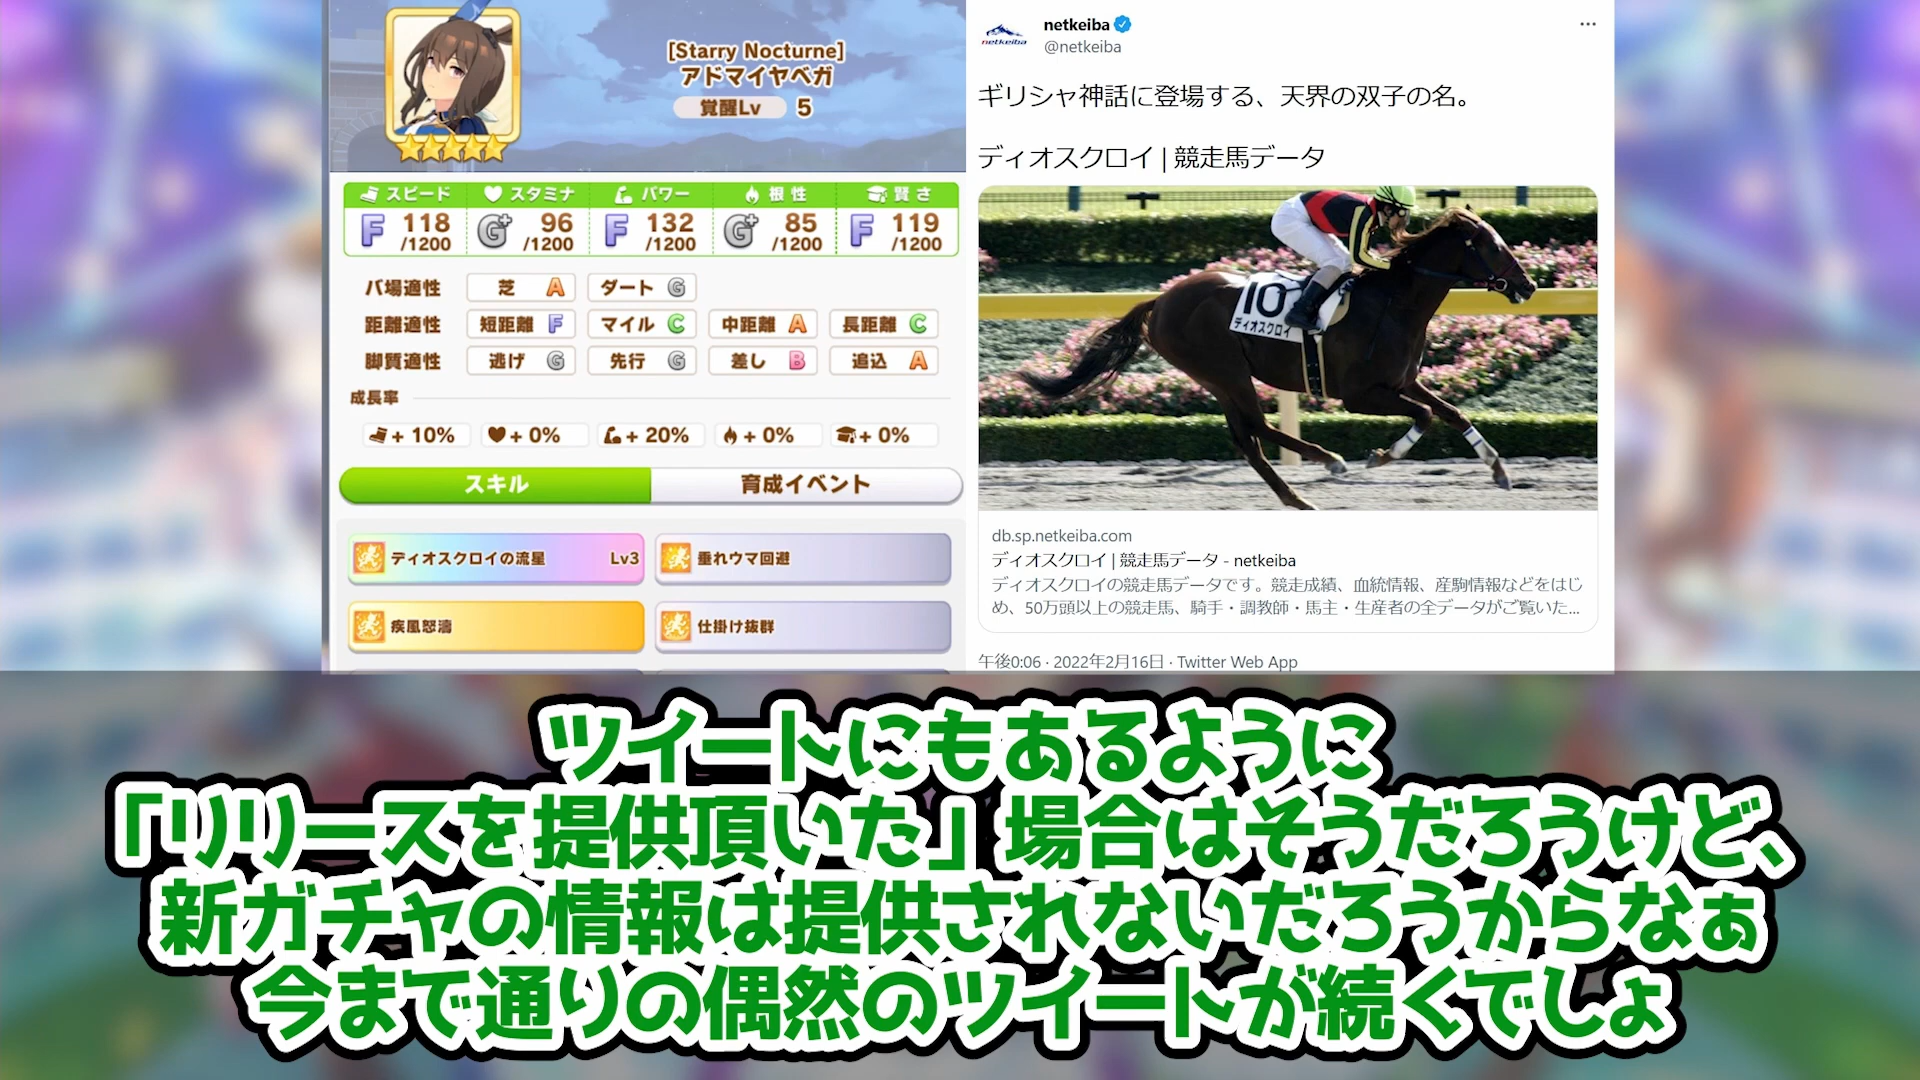 [Starry Nocturne]
アドマイヤベガ
覚醒Lv 5
スピード スタミナ パワー 根性 賢さ
F 118 G+ 96 F 132 G+ 85 F 119
/1200 /1200 /1200 /1200 /1200
バ場適性 芝 A ダート G
距離適性 短距離 F マイル C 中距離 A 長距離 C
脚質適性 逃げ G 先行 G 差し B 追込 A
成長率
+ 10% + 0% + 20% + 0% + 0%
スキル 育成イベント
ディオスクロイの流星 Lv3 垂れウマ回避
疾風怒濤 仕掛け抜群
netkeiba
netkeiba
@netkeiba
ギリシャ神話に登場する、天界の双子の名。
ディオスクロイ | 競走馬データ
10
ディオスクロイ
db.sp.netkeiba.com
ディオスクロイ | 競走馬データ - netkeiba
ディオスクロイの競走馬データです。競走成績、血統情報、産駒情報などをはじ
め、50万頭以上の競走馬、騎手・調教師・馬主・生産者の全データがご覧いた...
午後0:06 · 2022年2月16日 · Twitter Web App
ツイートにもあるように
「リリースを提供頂いた」場合はそうだろうけど、
新ガチャの情報は提供されないだろうからなぁ
今まで通りの偶然のツイートが続くでしょ